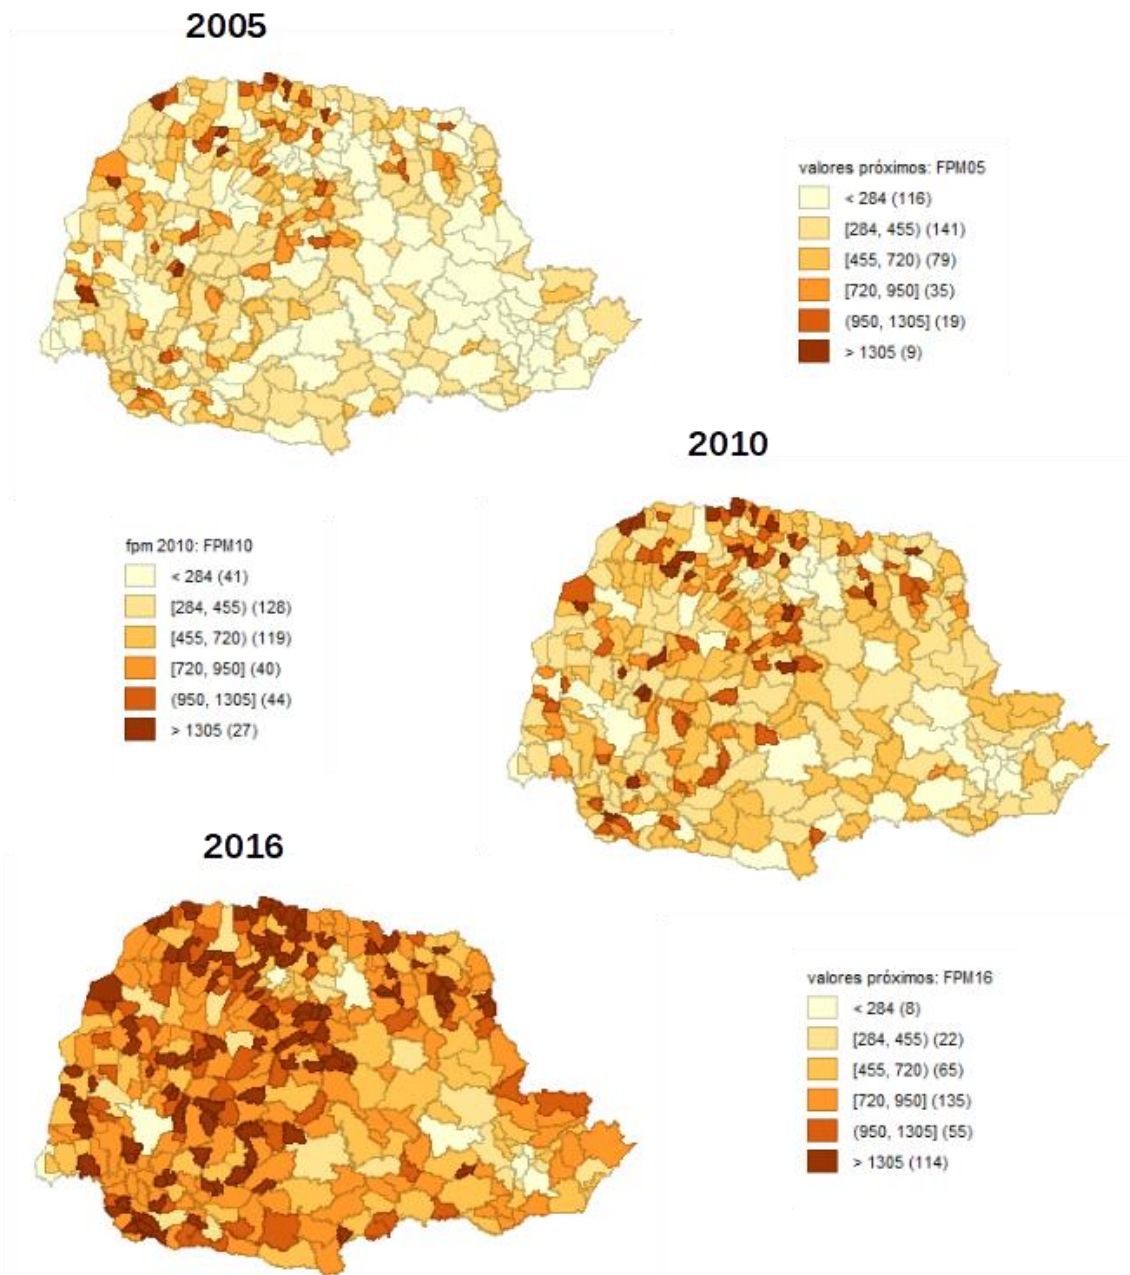 2005
valores próximos: FPM05
< 284 (116)
[284, 455) (141)
[455, 720) (79)
[720, 950] (35)
(950, 1305] (19)
> 1305 (9)
2010
fpm 2010: FPM10
< 284 (41)
[284, 455) (128)
[455, 720) (119)
[720, 950] (40)
(950, 1305] (44)
> 1305 (27)
2016
valores próximos: FPM16
< 284 (8)
[284, 455) (22)
[455, 720) (65)
[720, 950] (135)
(950, 1305] (55)
> 1305 (114)